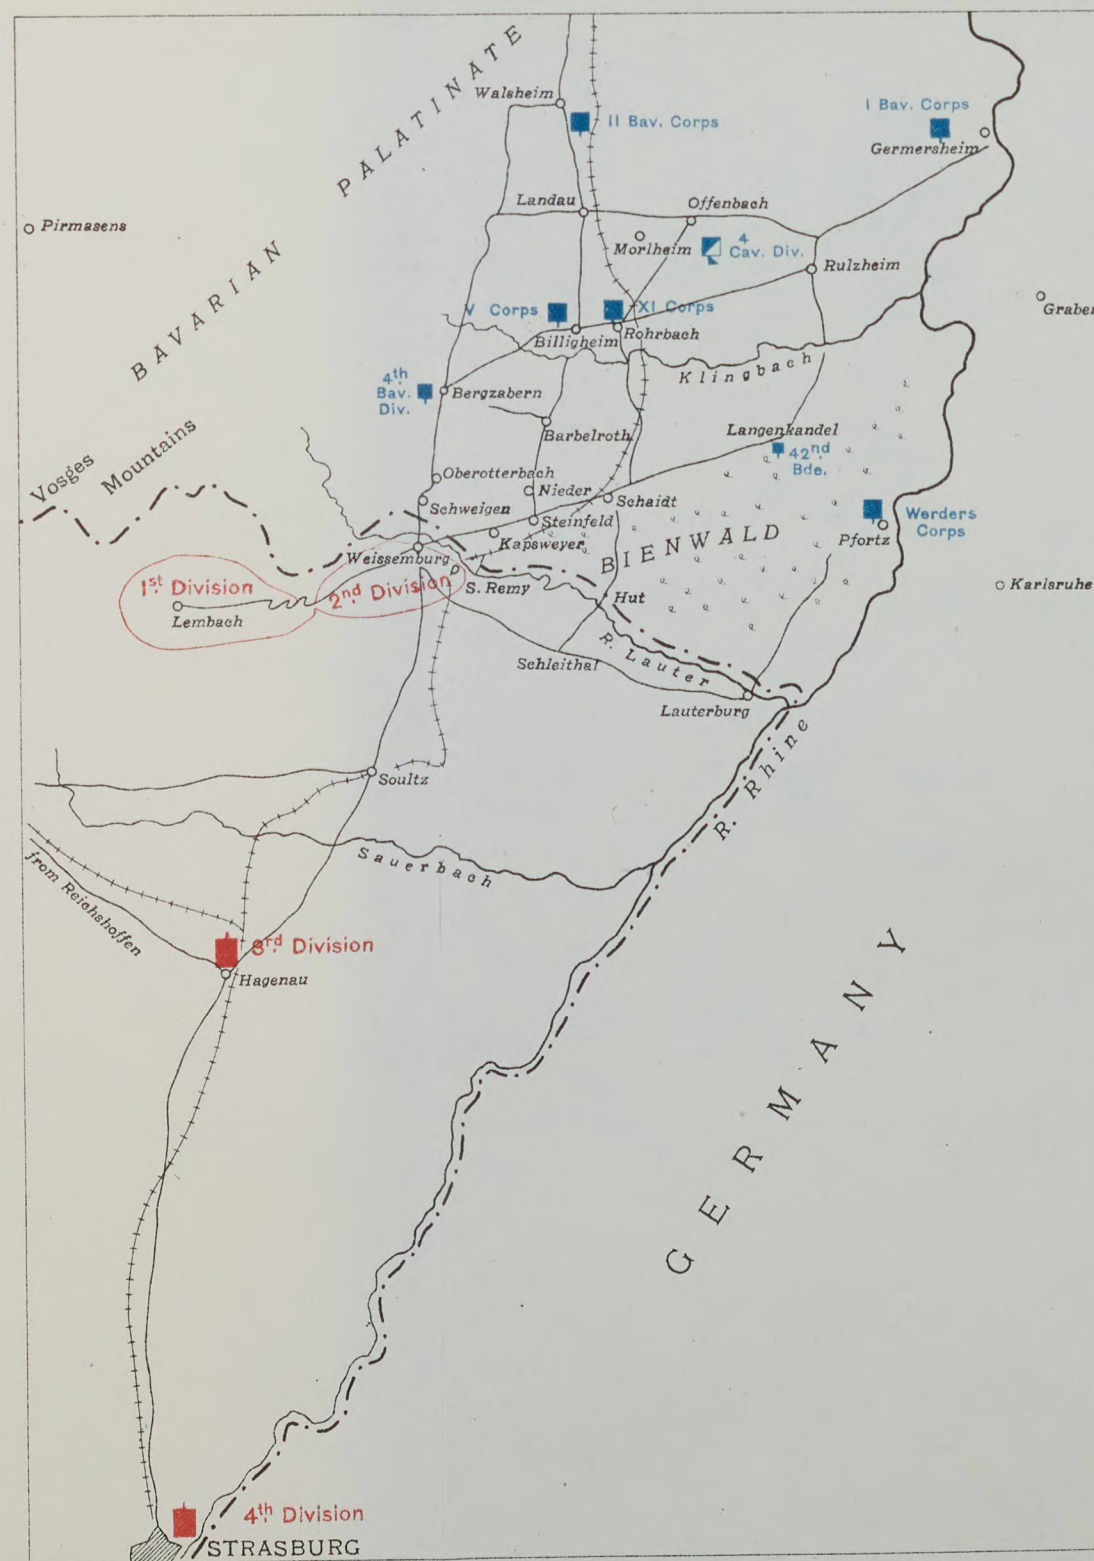 PALATINATE
Walsheim
II Bav. Corps
I Bav. Corps
Germersheim
Pirmasens
BAVARIAN
Landau
Offenbach
Morlheim
4
Cav. Div.
Rulzheim
Graben
V Corps
XI Corps
Billigheim
Rohrbach
Klingbach
4th
Bav.
Div.
Bergzabern
Barbelroth
Langenkandel
42nd
Bde.
Vosges
Mountains
Oberotterbach
Nieder
Schweigen
Schaidt
Steinfeld
Kapsweyer
BIENWALD
Werders
Corps
Pfortz
Weissemburg
1st Division
2nd Division
S. Remy
Lembach
Hut
Karlsruhe
R. Lauter
Schleithal
Lauterburg
R. Rhine
Soultz
Sauerbach
from Reichshoffen
3rd Division
Hagenau
GERMANY
4th Division
STRASBURG